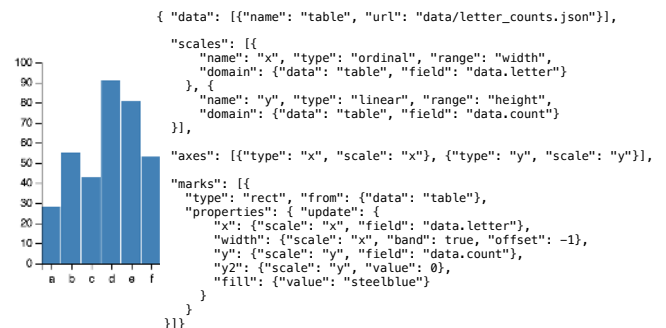 100
90
80
70
60
50
40
30
20
10
0
a b c d e f
{ "data": [{"name": "table", "url": "data/letter_counts.json"}],
"scales": [{
"name": "x", "type": "ordinal", "range": "width",
"domain": {"data": "table", "field": "data.letter"}
}, {
"name": "y", "type": "linear", "range": "height",
"domain": {"data": "table", "field": "data.count"}
}],
"axes": [{"type": "x", "scale": "x"}, {"type": "y", "scale": "y"}],
"marks": [{
"type": "rect", "from": {"data": "table"},
"properties": { "update": {
"x": {"scale": "x", "field": "data.letter"},
"width": {"scale": "x", "band": true, "offset": -1},
"y": {"scale": "y", "field": "data.count"},
"y2": {"scale": "y", "value": 0},
"fill": {"value": "steelblue"}
}
}
}]}